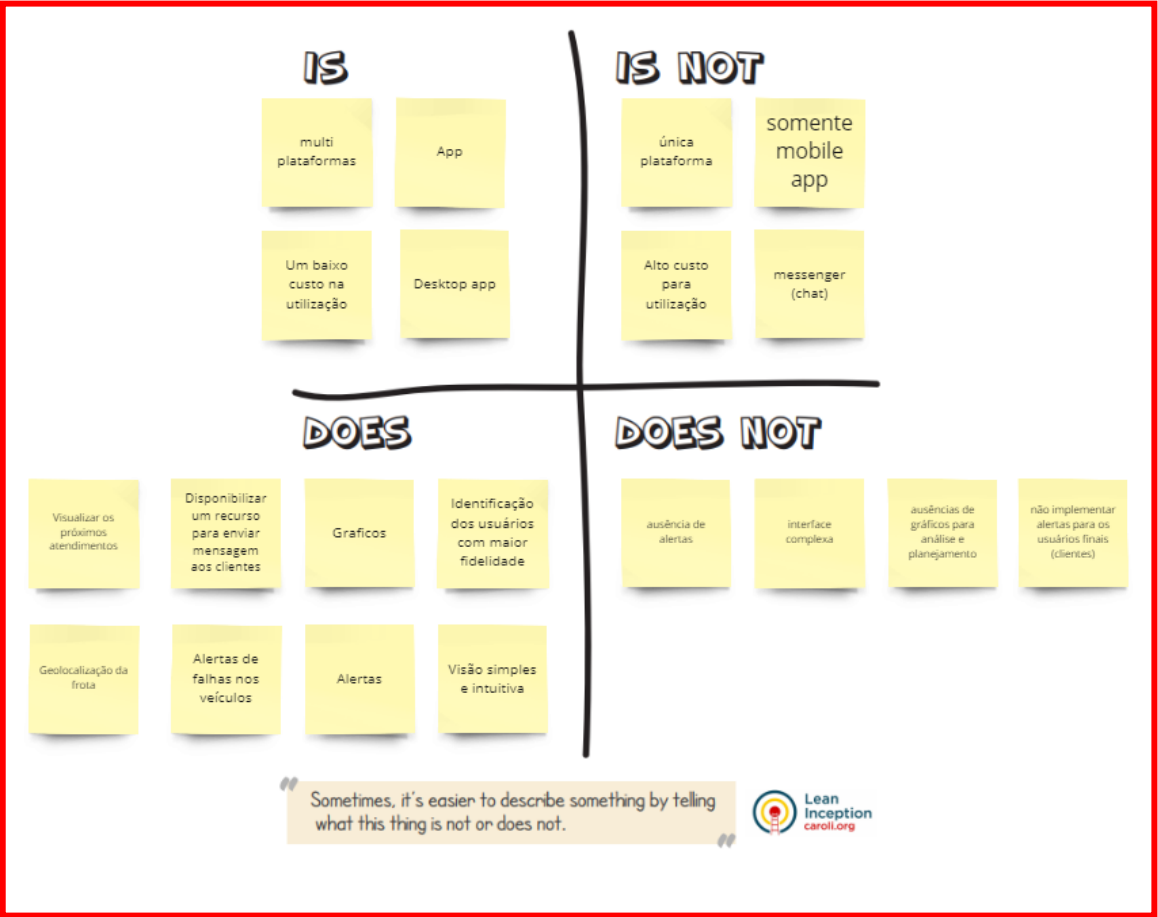 IS
multi
plataformas
App
Um baixo
custo na
utilização
Desktop app
IS NOT
única
plataforma
somente
mobile
app
Alto custo
para
utilização
messenger
(chat)
DOES
Visualizar os
próximos
atendimentos
Disponibilizar
um recurso
para enviar
mensagem
aos clientes
Graficos
Identificação
dos usuários
com maior
fidelidade
Geolocalização da
frota
Alertas de
falhas nos
veículos
Alertas
Visão simples
e intuitiva
DOES NOT
ausência de
alertas
interface
complexa
ausências de
gráficos para
análise e
planejamento
não implementar
alertas para os
usuários finais
(clientes)
" Sometimes, it's easier to describe something by telling
what this thing is not or does not. "
Lean
Inception
caroli.org